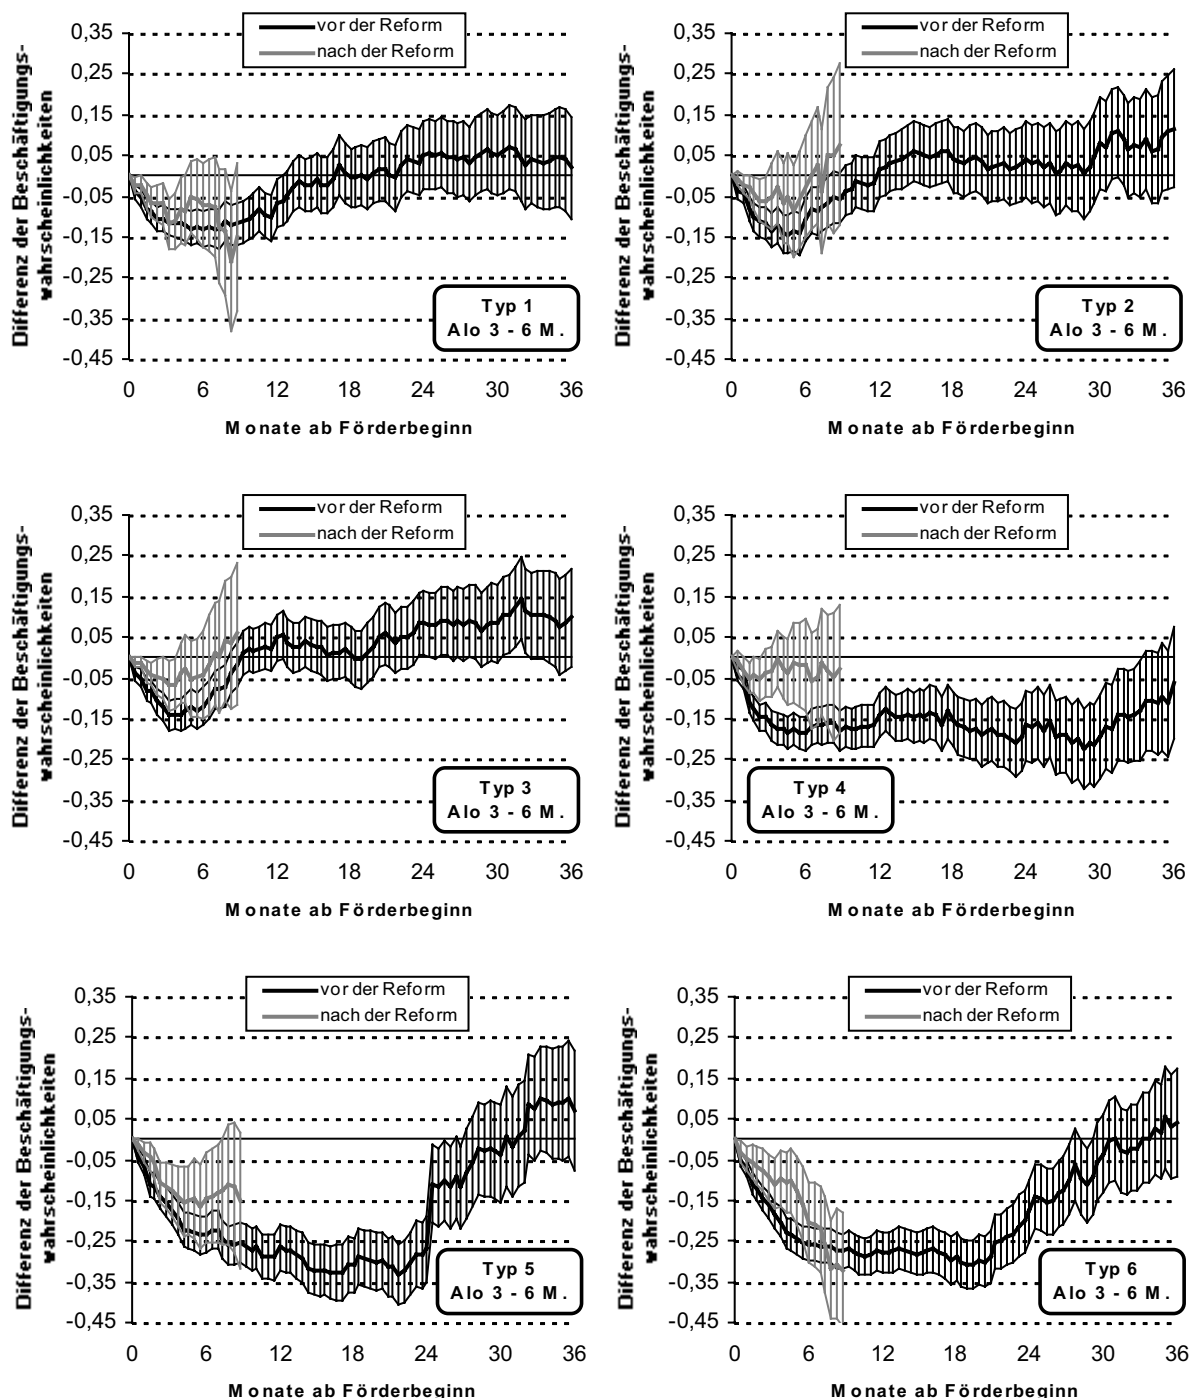 vor der Reform
nach der Reform
Differenz der Beschäftigungs-
wahrscheinlichkeiten
0,35
0,25
0,15
0,05
-0,05
-0,15
-0,25
-0,35
-0,45
0 6 12 18 24 30 36
Monate ab Förderbeginn
Typ 1
Alo 3 - 6 M.
vor der Reform
nach der Reform
Differenz der Beschäftigungs-
wahrscheinlichkeiten
0,35
0,25
0,15
0,05
-0,05
-0,15
-0,25
-0,35
-0,45
0 6 12 18 24 30 36
Monate ab Förderbeginn
Typ 2
Alo 3 - 6 M.
vor der Reform
nach der Reform
Differenz der Beschäftigungs-
wahrscheinlichkeiten
0,35
0,25
0,15
0,05
-0,05
-0,15
-0,25
-0,35
-0,45
0 6 12 18 24 30 36
Monate ab Förderbeginn
Typ 3
Alo 3 - 6 M.
vor der Reform
nach der Reform
Differenz der Beschäftigungs-
wahrscheinlichkeiten
0,35
0,25
0,15
0,05
-0,05
-0,15
-0,25
-0,35
-0,45
0 6 12 18 24 30 36
Monate ab Förderbeginn
Typ 4
Alo 3 - 6 M.
vor der Reform
nach der Reform
Differenz der Beschäftigungs-
wahrscheinlichkeiten
0,35
0,25
0,15
0,05
-0,05
-0,15
-0,25
-0,35
-0,45
0 6 12 18 24 30 36
Monate ab Förderbeginn
Typ 5
Alo 3 - 6 M.
vor der Reform
nach der Reform
Differenz der Beschäftigungs-
wahrscheinlichkeiten
0,35
0,25
0,15
0,05
-0,05
-0,15
-0,25
-0,35
-0,45
0 6 12 18 24 30 36
Monate ab Förderbeginn
Typ 6
Alo 3 - 6 M.